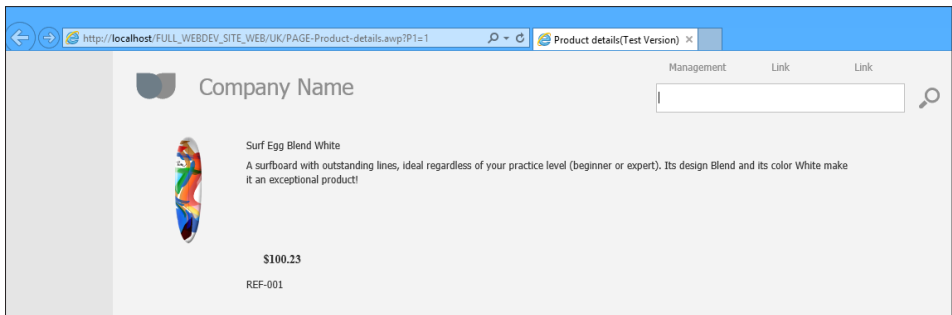 http://localhost/FULL_WEBDEV_SITE_WEB/UK/PAGE-Product-details.awp?P1=1
Product details(Test Version)
Management Link Link
Company Name
Surf Egg Blend White
A surfboard with outstanding lines, ideal regardless of your practice level (beginner or expert). Its design Blend and its color White make
it an exceptional product!
$100.23
REF-001